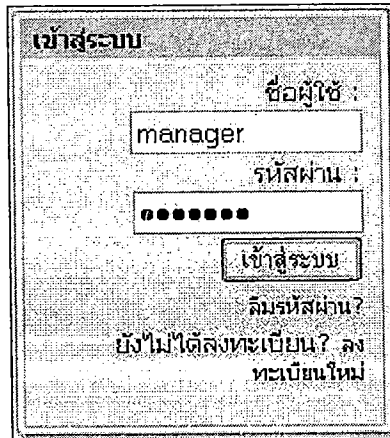 เข้าสู่ระบบ
ชื่อผู้ใช้ :
manager
รหัสผ่าน :
●●●●●●●
เข้าสู่ระบบ
ลืมรหัสผ่าน?
ยังไม่ได้ลงทะเบียน? ลง
ทะเบียนใหม่